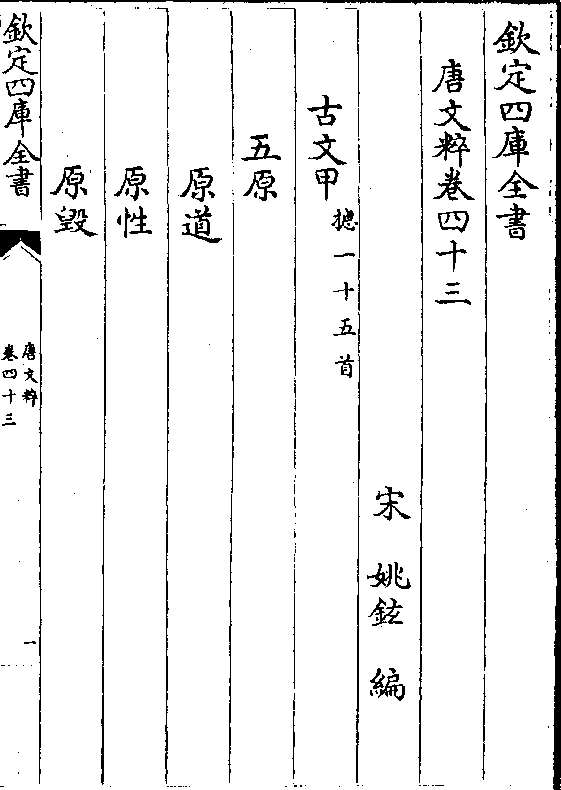 欽定四庫全書
唐文粹卷四十三
宋 姚鉉 編
古文甲 摠一十五首
五原
原道
原性
原毀
欽定四庫全書
唐文粹
卷四十三
一